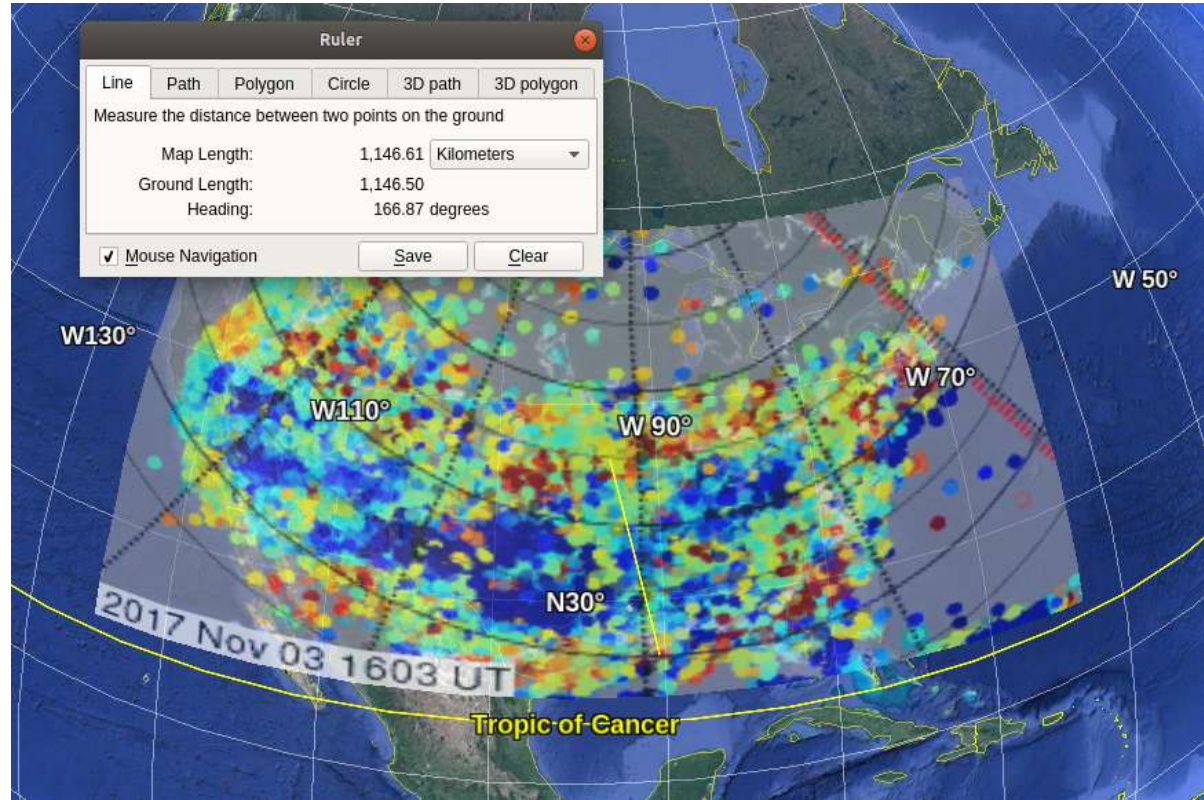 Ruler
Line Path Polygon Circle 3D path 3D polygon
Measure the distance between two points on the ground
Map Length: 1,146.61 Kilometers
Ground Length: 1,146.50
Heading: 166.87 degrees
Mouse Navigation Save Clear
W 50°
W130°
W 70°
W110°
W 90°
N30°
2017 Nov 03 1603 UT
Tropic of Cancer